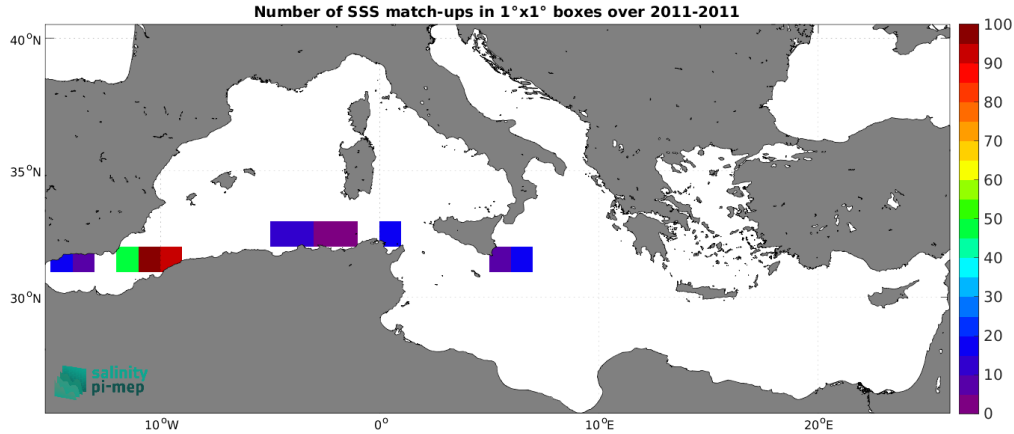 Number of SSS match-ups in 1°x1° boxes over 2011-2011
40°N
35°N
30°N
10°W
0°
10°E
20°E
100
90
80
70
60
50
40
30
20
10
0
salinity
pi-mep